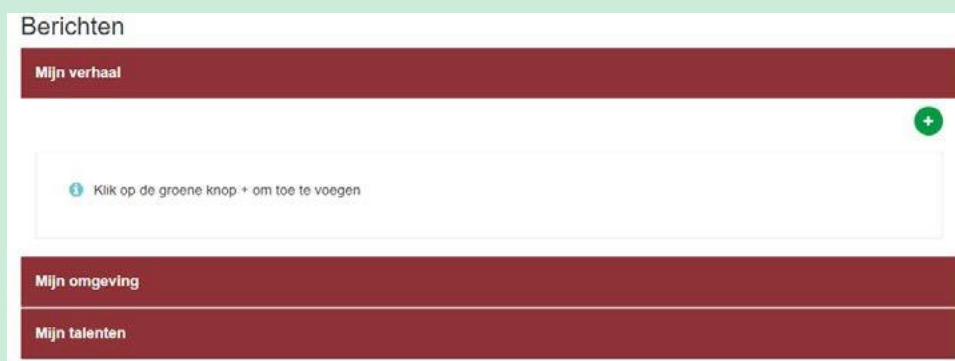 Berichten
Mijn verhaal
+
Klik op de groene knop + om toe te voegen
Mijn omgeving
Mijn talenten